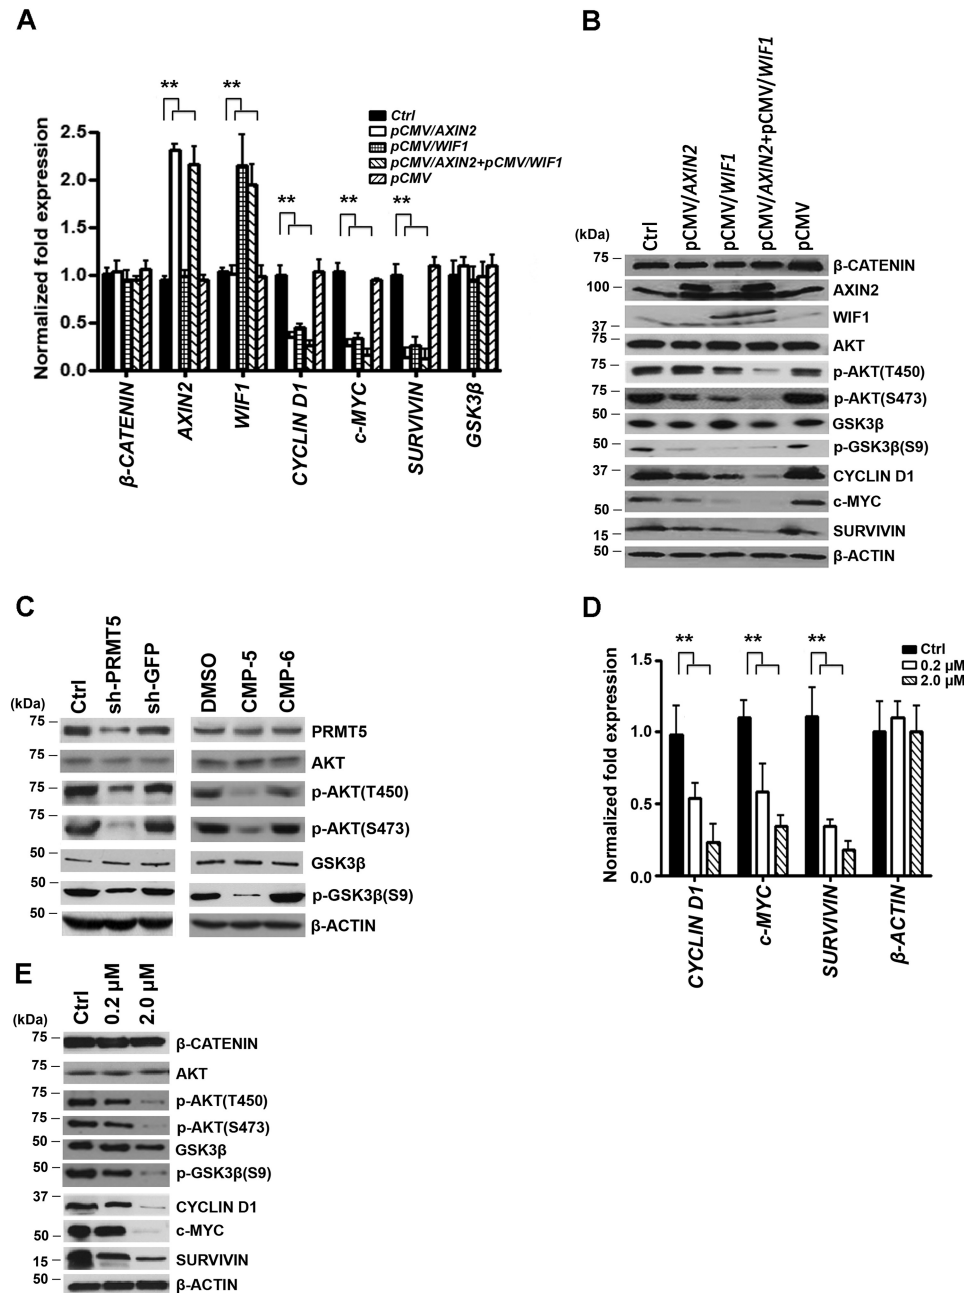 A
**
**
**
**
**
Ctrl
pCMV/AXIN2
pCMV/WIF1
pCMV/AXIN2+pCMV/WIF1
pCMV
Normalized fold expression
2.5
2.0
1.5
1.0
0.5
0.0
β-CATENIN
AXIN2
WIF1
CYCLIN D1
c-MYC
SURVIVIN
GSK3β
B
(kDa)
Ctrl
pCMV/AXIN2
pCMV/WIF1
pCMV/AXIN2+pCMV/WIF1
pCMV
75
β-CATENIN
100
AXIN2
WIF1
37
AKT
75
p-AKT(T450)
75
p-AKT(S473)
50
GSK3β
50
p-GSK3β(S9)
37
CYCLIN D1
c-MYC
50
SURVIVIN
15
50
β-ACTIN
C
(kDa)
Ctrl
sh-PRMT5
sh-GFP
DMSO
CMP-5
CMP-6
75
PRMT5
75
AKT
75
p-AKT(T450)
75
p-AKT(S473)
50
GSK3β
50
p-GSK3β(S9)
50
β-ACTIN
D
**
**
**
Ctrl
0.2 µM
2.0 µM
Normalized fold expression
1.5
1.0
0.5
0.0
CYCLIN D1
c-MYC
SURVIVIN
β-ACTIN
E
(kDa)
Ctrl
0.2 µM
2.0 µM
75
β-CATENIN
75
AKT
75
p-AKT(T450)
75
p-AKT(S473)
50
GSK3β
50
p-GSK3β(S9)
37
CYCLIN D1
c-MYC
50
SURVIVIN
15
50
β-ACTIN